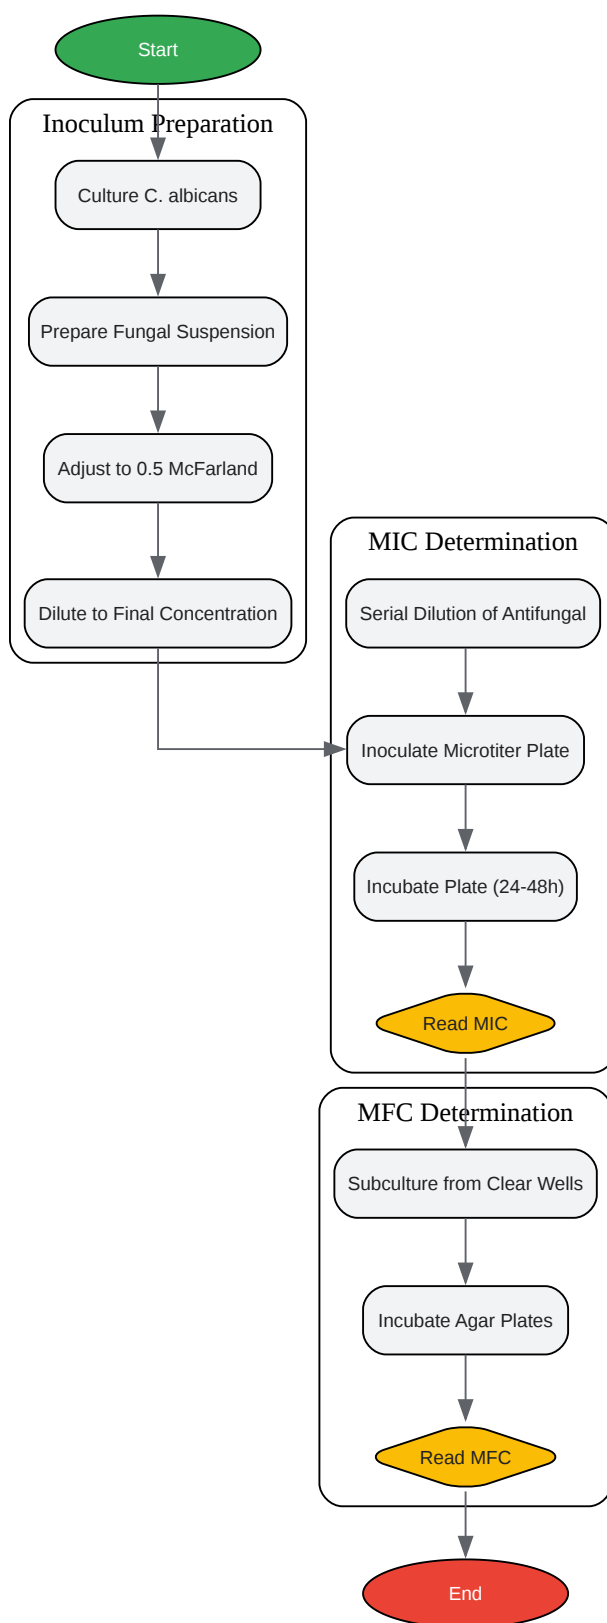 Start
Inoculum Preparation
Culture C. albicans
Prepare Fungal Suspension
Adjust to 0.5 McFarland
Dilute to Final Concentration
MIC Determination
Serial Dilution of Antifungal
Inoculate Microtiter Plate
Incubate Plate (24-48h)
Read MIC
MFC Determination
Subculture from Clear Wells
Incubate Agar Plates
Read MFC
End